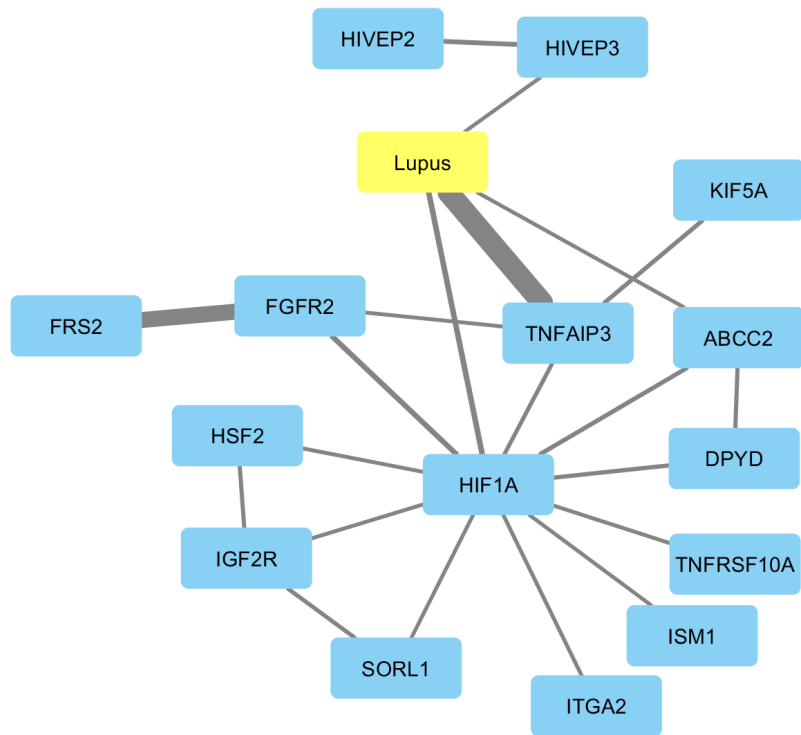 HIVEP2
HIVEP3
Lupus
KIF5A
FGFR2
FRS2
TNFAIP3
ABCC2
HSF2
DPYD
HIF1A
IGF2R
TNFRSF10A
ISM1
SORL1
ITGA2